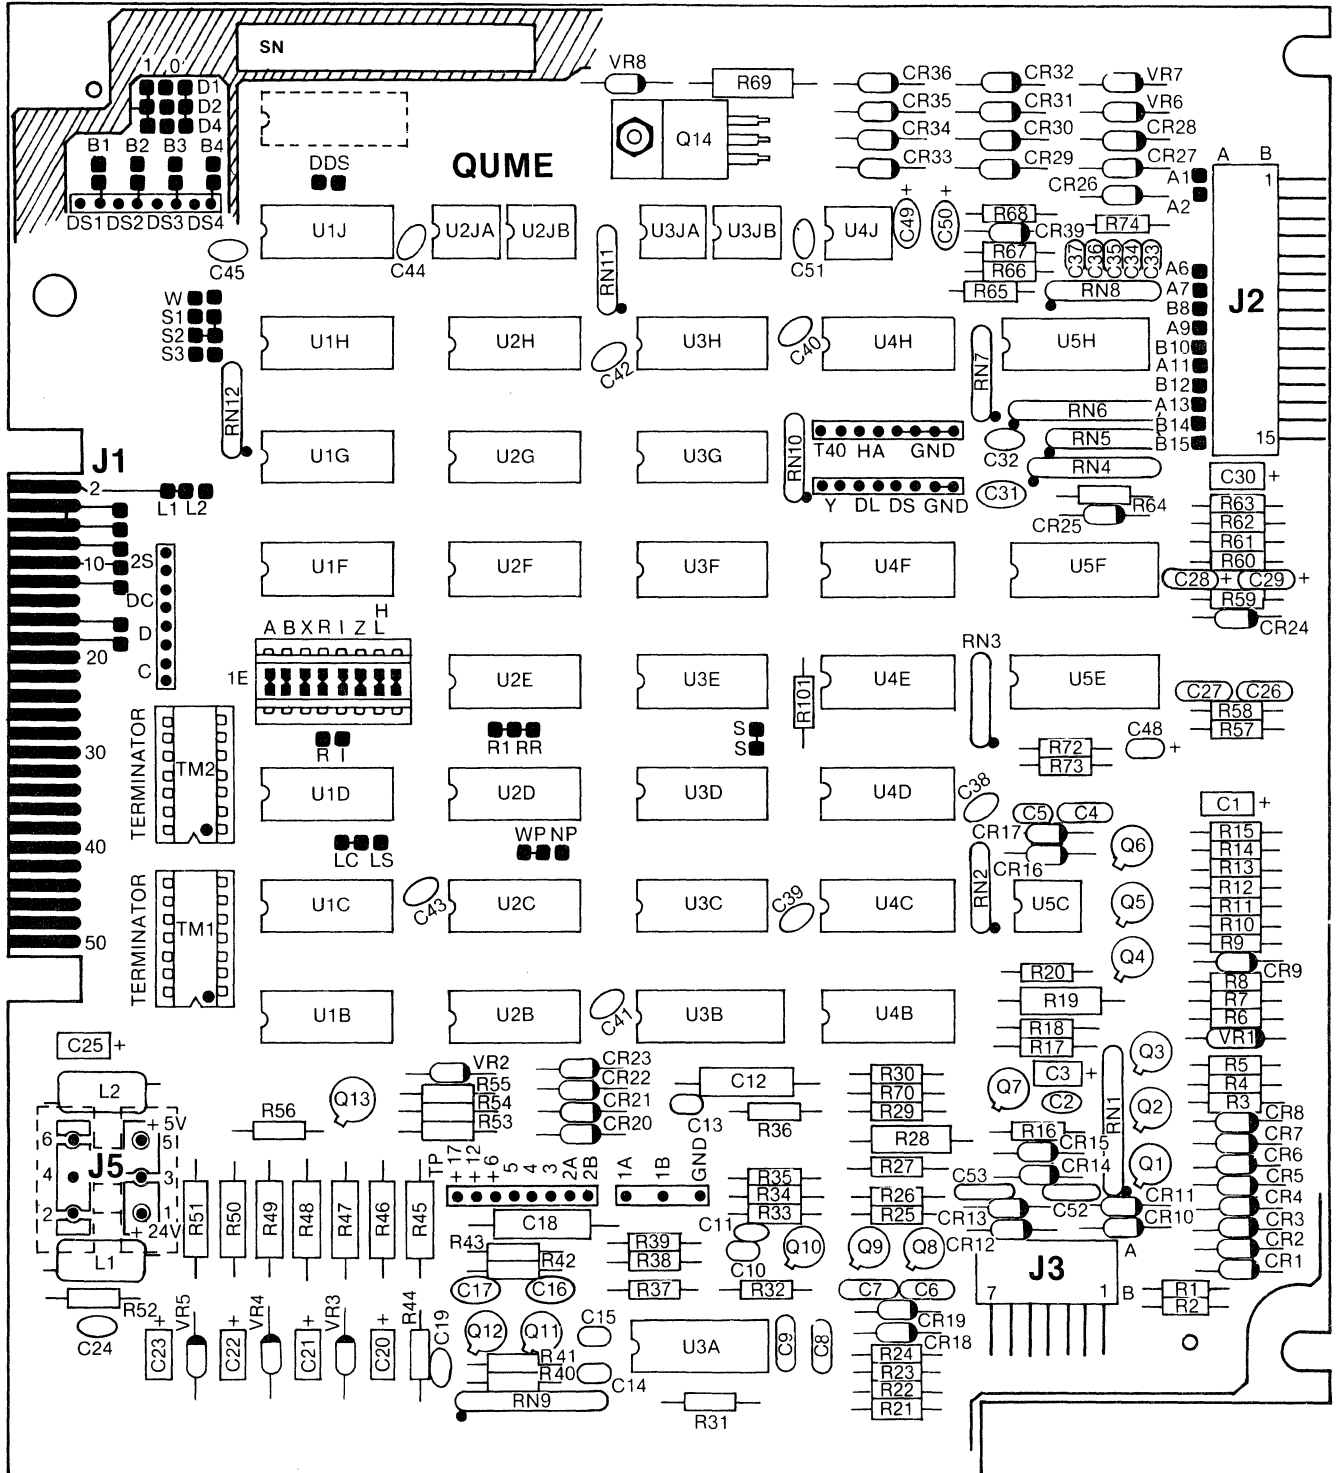 SN
VR8
R69
CR36
CR32
VR7
1 0
D1
D2
D4
CR35
CR31
VR6
Q14
CR34
CR30
CR28
B1 B2 B3 B4
CR33
CR29
CR27
DDS
QUME
CR26
A B
A1
A2
1
DS1 DS2 DS3 DS4
U1J
U2JA
U2JB
U3JA
U3JB
U4J
C49 +
C50 +
R68
CR39
R74
R67
R66
R65
C37 C36 C35 C34 C33
C45
C44
RN11
C51
RN8
J2
A6
A7
B8
A9
B10
A11
B12
A13
B14
B15
15
W
S1
S2
S3
U1H
U2H
U3H
U4H
U5H
C42
C40
RN7
RN12
RN6
RN5
RN4
U1G
U2G
U3G
RN10
T40 HA GND
C32
Y DL DS GND
C31
J1
2
L1 L2
R64
CR25
C30 +
R63
R62
R61
R60
10
2S
DC
D
C
U1F
U2F
U3F
U4F
U5F
C28 +
C29 +
R59
CR24
20
A B X R I Z H L
1E
U2E
U3E
R101
U4E
RN3
U5E
C27
C26
R58
R57
R I
R1 RR
S
S
R72
R73
C48 +
30
TERMINATOR
TM2
U1D
U2D
U3D
U4D
C38
C5
C4
C1 +
CR17
CR16
Q6
LC LS
WP NP
40
R15
R14
R13
R12
R11
R10
R9
CR9
R8
R7
R6
VR1
TERMINATOR
TM1
U1C
C43
U2C
U3C
C39
U4C
RN2
U5C
Q5
Q4
50
R20
R19
R18
R17
U1B
U2B
C41
U3B
U4B
C25 +
L2
VR2
CR23
CR22
CR21
CR20
R55
R54
R53
Q13
R56
C12
C13
R36
R30
R70
R29
R28
R27
R26
R25
Q7
C3 +
C2
RN1
Q3
Q2
Q1
R5
R4
R3
CR8
CR7
CR6
CR5
CR4
CR3
CR2
CR1
R16
CR15
CR14
C53
C52
CR13
CR12
CR11
CR10
+ 5V
6
5
J5
4
3
2
1
+ 24V
L1
R51
R50
R49
R48
R47
R46
R45
TP +17 +12 +6 5 4 3 2A 2B
1A 1B GND
C18
R35
R34
R33
C11
C10
R43
R42
R39
R38
R37
R32
Q10
Q9
Q8
C17
C16
C7
C6
J3
A
7 1 B
R1
R2
R52
C24
C23 +
VR5
C22 +
VR4
C21 +
VR3
C20 +
R44
C19
Q12
Q11
R41
R40
C15
C14
U3A
C9
C8
CR19
CR18
R24
R23
R22
R21
RN9
R31